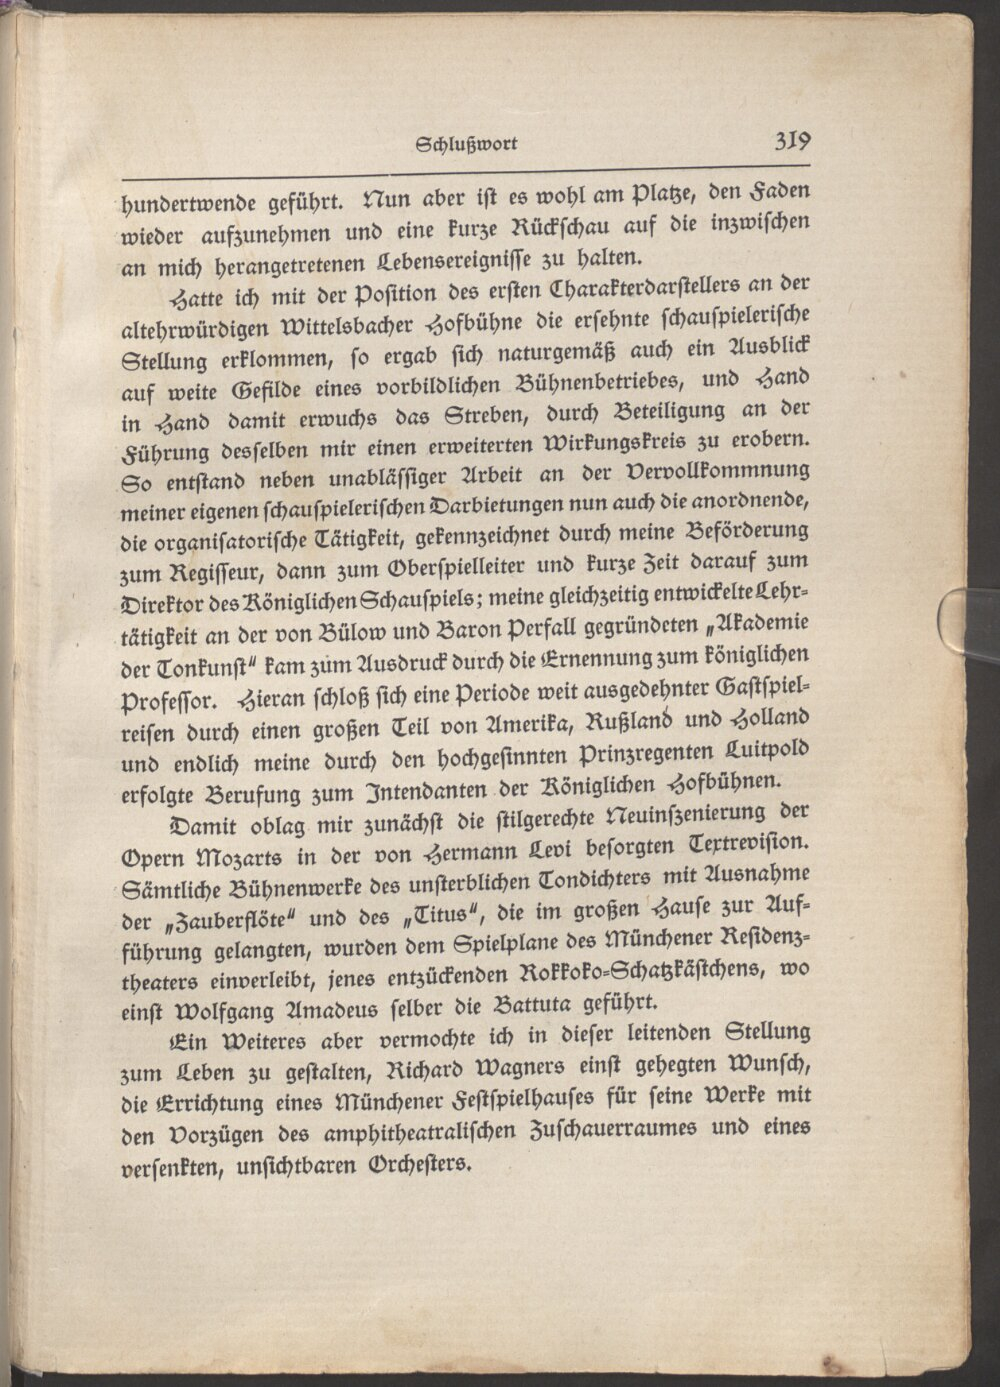 Schlußwort 319
hundertwende geführt. Nun aber ist es wohl am Platze, den Faden
wieder aufzunehmen und eine kurze Rückschau auf die inzwischen
an mich herangetretenen Lebensereignisse zu halten.
Hatte ich mit der Position des ersten Charakterdarstellers an der
altehrwürdigen Wittelsbacher Hofbühne die ersehnte schauspielerische
Stellung erklommen, so ergab sich naturgemäß auch ein Ausblick
auf weite Gefilde eines vorbildlichen Bühnenbetriebes, und Hand
in Hand damit erwuchs das Streben, durch Beteiligung an der
Führung desselben mir einen erweiterten Wirkungskreis zu erobern.
So entstand neben unablässiger Arbeit an der Vervollkommnung
meiner eigenen schauspielerischen Darbietungen nun auch die anordnende,
die organisatorische Tätigkeit, gekennzeichnet durch meine Beförderung
zum Regisseur, dann zum Oberspielleiter und kurze Zeit darauf zum
Direktor des Königlichen Schauspiels; meine gleichzeitig entwickelte Lehr-
tätigkeit an der von Bülow und Baron Perfall gegründeten „Akademie
der Tonkunst“ kam zum Ausdruck durch die Ernennung zum königlichen
Professor. Hieran schloß sich eine Periode weit ausgedehnter Gastspiel-
reisen durch einen großen Teil von Amerika, Rußland und Holland
und endlich meine durch den hochgesinnten Prinzregenten Luitpold
erfolgte Berufung zum Intendanten der Königlichen Hofbühnen.
Damit oblag mir zunächst die stilgerechte Neuinszenierung der
Opern Mozarts in der von Hermann Levi besorgten Textrevision.
Sämtliche Bühnenwerke des unsterblichen Tondichters mit Ausnahme
der „Zauberflöte“ und des „Titus“, die im großen Hause zur Auf-
führung gelangten, wurden dem Spielplane des Münchener Residenz-
theaters einverleibt, jenes entzückenden Rokkoko-Schatzkästchens, wo
einst Wolfgang Amadeus selber die Battuta geführt.
Ein Weiteres aber vermochte ich in dieser leitenden Stellung
zum Leben zu gestalten, Richard Wagners einst gehegten Wunsch,
die Errichtung eines Münchener Festspielhauses für seine Werke mit
den Vorzügen des amphitheatralischen Zuschauerraumes und eines
versenkten, unsichtbaren Orchesters.